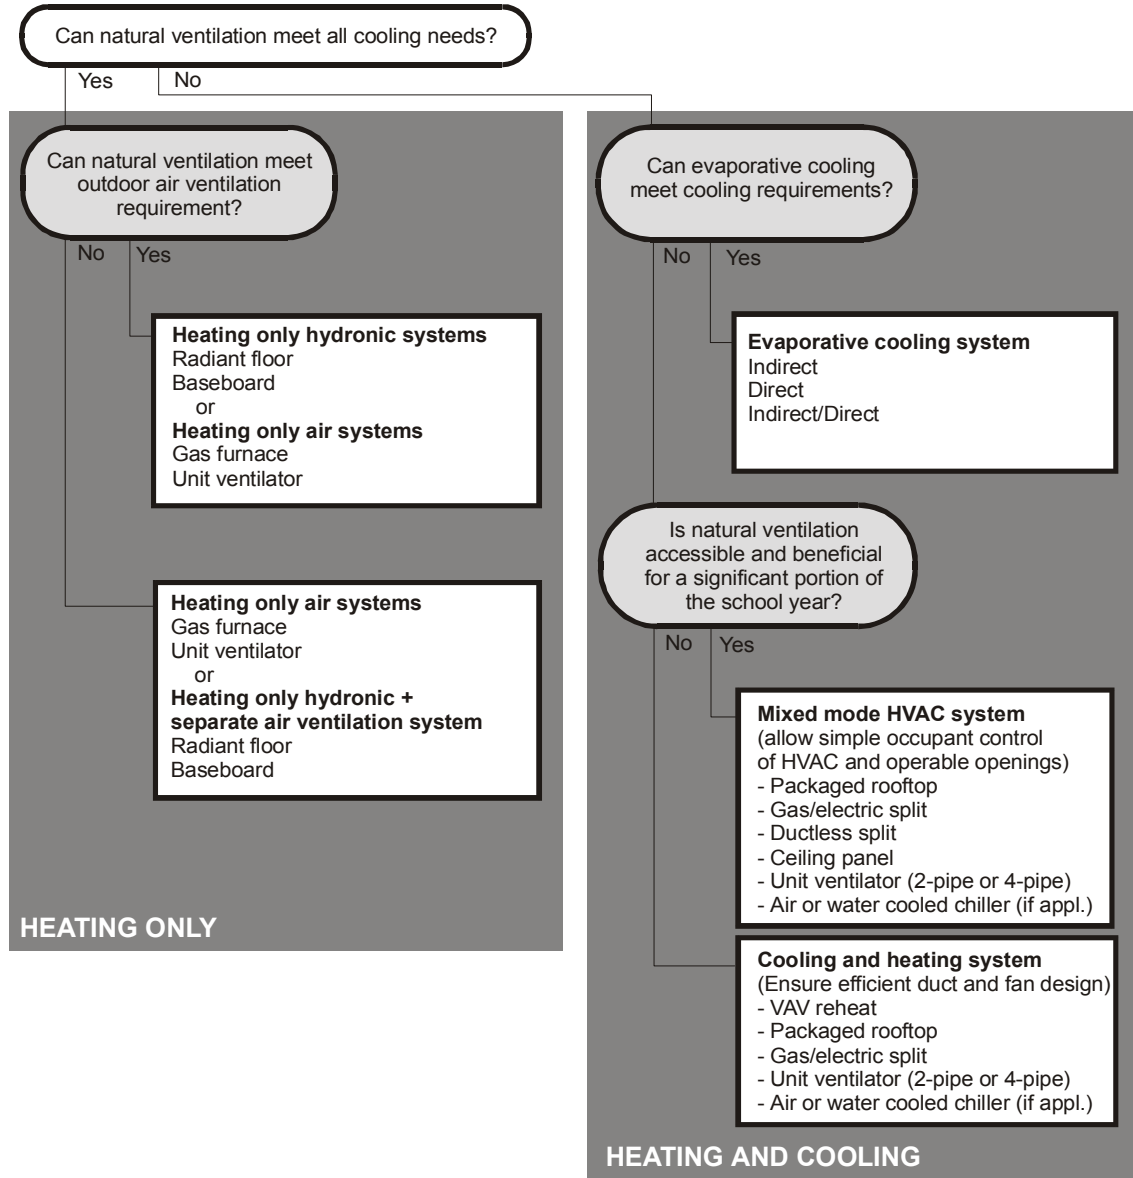 Can natural ventilation meet all cooling needs?
Yes
No
Can natural ventilation meet
outdoor air ventilation
requirement?
No
Yes
Heating only hydronic systems
Radiant floor
Baseboard
or
Heating only air systems
Gas furnace
Unit ventilator
Heating only air systems
Gas furnace
Unit ventilator
or
Heating only hydronic +
separate air ventilation system
Radiant floor
Baseboard
HEATING ONLY
Can evaporative cooling
meet cooling requirements?
No
Yes
Evaporative cooling system
Indirect
Direct
Indirect/Direct
Is natural ventilation
accessible and beneficial
for a significant portion of
the school year?
No
Yes
Mixed mode HVAC system
(allow simple occupant control
of HVAC and operable openings)
- Packaged rooftop
- Gas/electric split
- Ductless split
- Ceiling panel
- Unit ventilator (2-pipe or 4-pipe)
- Air or water cooled chiller (if appl.)
Cooling and heating system
(Ensure efficient duct and fan design)
- VAV reheat
- Packaged rooftop
- Gas/electric split
- Unit ventilator (2-pipe or 4-pipe)
- Air or water cooled chiller (if appl.)
HEATING AND COOLING